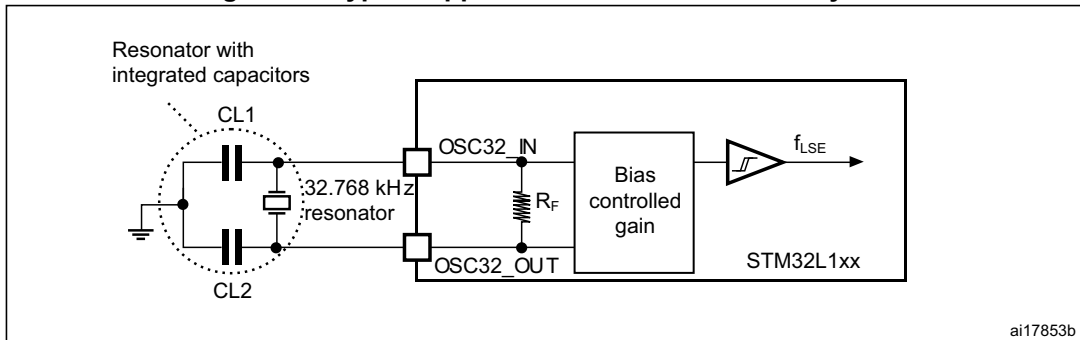 Resonator with
integrated capacitors
CL1
32.768 kHz
resonator
CL2
OSC32_IN
RF
OSC32_OUT
Bias
controlled
gain
fLSE
STM32L1xx
ai17853b